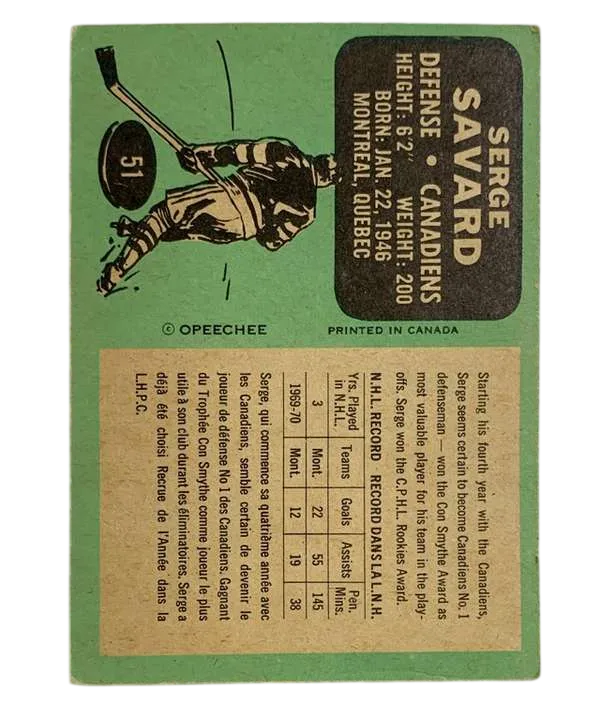 SERGE
SAVARD
DEFENSE • CANADIENS
HEIGHT: 6'2" WEIGHT: 200
BORN: JAN. 22, 1946
MONTREAL, QUEBEC
51
© OPEECHEE
PRINTED IN CANADA
Starting his fourth year with the Canadiens,
Serge seems certain to become Canadiens No. 1
defenseman — won the Con Smythe Award as
most valuable player for his team in the play-
offs. Serge won the C.P.H.L. Rookies Award.
N.H.L. RECORD RECORD DANS LA L.N.H.
Yrs. Played in N.H.L. Teams Goals Assists Pen. Mins.
3 Mont. 22 55 145
1969-70 Mont. 12 19 38
Serge, qui commence sa quatrième année avec
les Canadiens, semble certain de devenir le
joueur de défense No 1 des Canadiens. Gagnant
du Trophée Con Smythe comme joueur le plus
utile à son club durant les éliminatoires. Serge a
déjà été choisi Recrue de l'Année dans la
L.H.P.C.